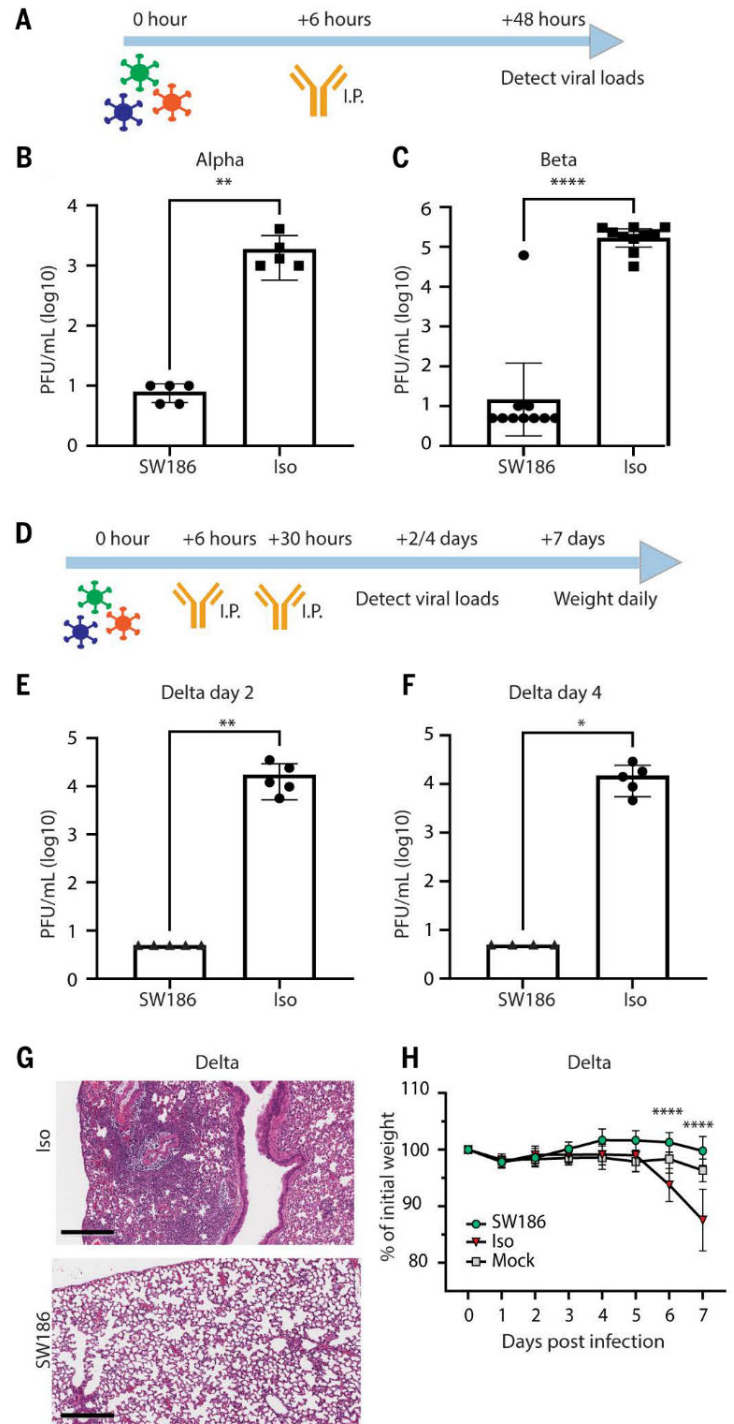 A
0 hour +6 hours +48 hours
I.P.
Detect viral loads
B
Alpha
**
PFU/mL (log10)
4
3
2
1
0
SW186 Iso
C
Beta
****
PFU/mL (log10)
6
5
4
3
2
1
0
SW186 Iso
D
0 hour +6 hours +30 hours +2/4 days +7 days
I.P. I.P.
Detect viral loads Weight daily
E
Delta day 2
**
PFU/mL (log10)
5
4
3
2
1
0
SW186 Iso
F
Delta day 4
*
PFU/mL (log10)
5
4
3
2
1
0
SW186 Iso
G
Delta
Iso
SW186
H
Delta
110
100
90
80
% of initial weight
**** ****
SW186
Iso
Mock
0 1 2 3 4 5 6 7
Days post infection